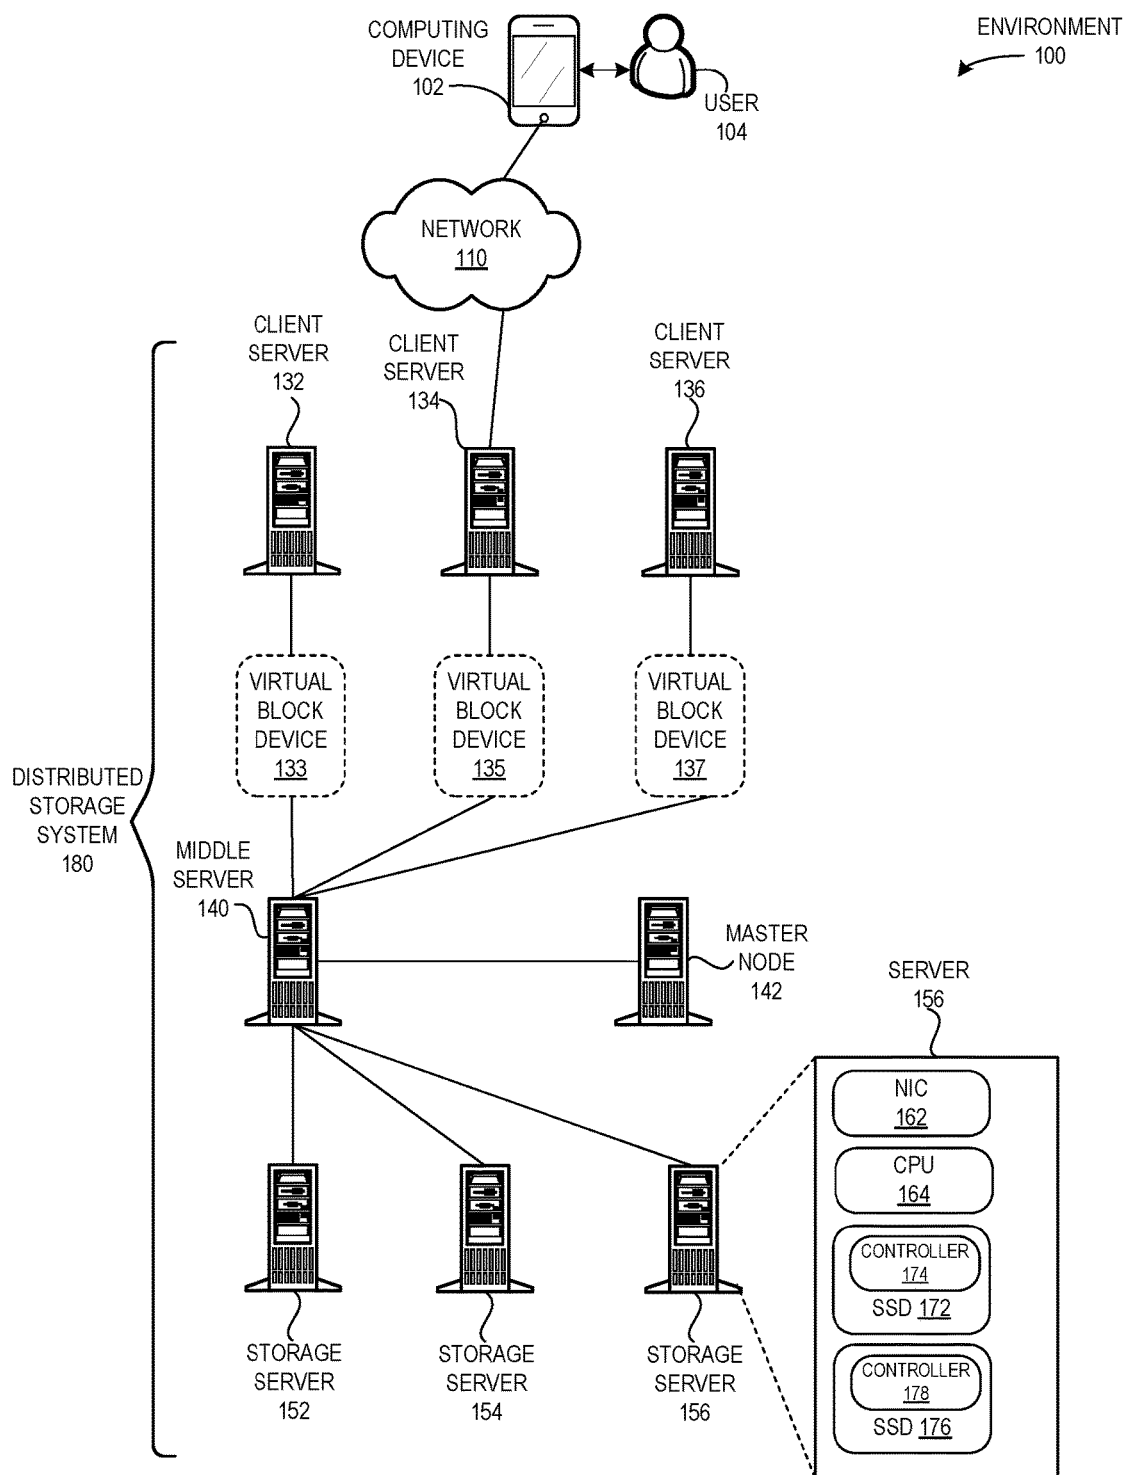 COMPUTING
DEVICE
102
USER
104
ENVIRONMENT
100
NETWORK
110
CLIENT
SERVER
132
CLIENT
SERVER
134
CLIENT
SERVER
136
VIRTUAL
BLOCK
DEVICE
133
VIRTUAL
BLOCK
DEVICE
135
VIRTUAL
BLOCK
DEVICE
137
DISTRIBUTED
STORAGE
SYSTEM
180
MIDDLE
SERVER
140
MASTER
NODE
142
SERVER
156
NIC
162
CPU
164
CONTROLLER
174
SSD 172
CONTROLLER
178
SSD 176
STORAGE
SERVER
152
STORAGE
SERVER
154
STORAGE
SERVER
156